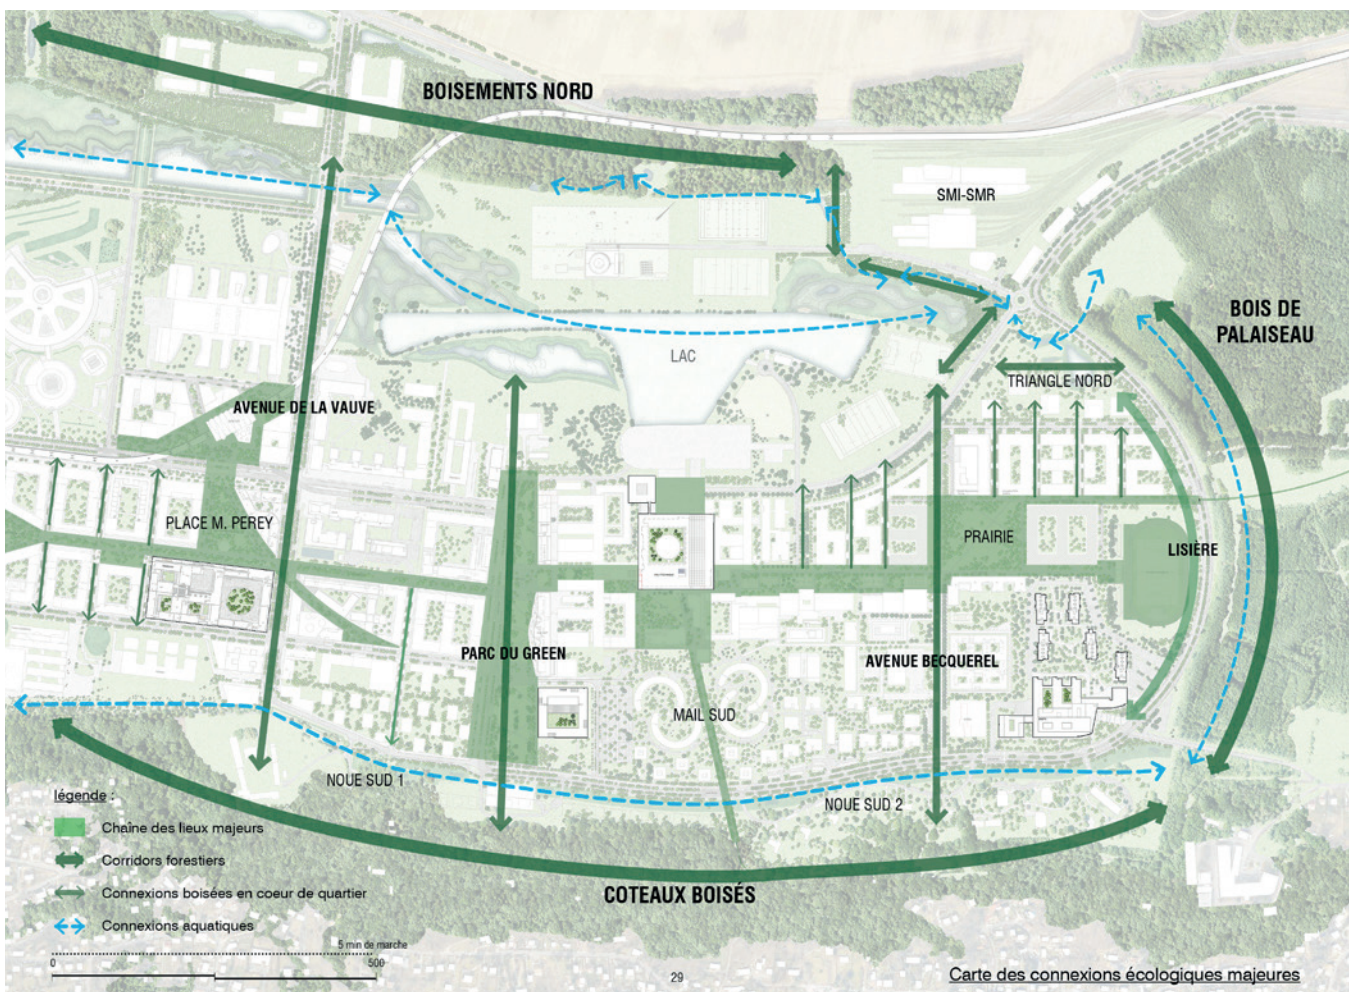 BOISEMENTS NORD
SMI-SMR
BOIS DE
PALAISEAU
LAC
TRIANGLE NORD
AVENUE DE LA VAUVE
PLACE M. PEREY
PRAIRIE
LISIÈRE
PARC DU GREEN
AVENUE BECQUEREL
MAIL SUD
NOUE SUD 1
NOUE SUD 2
légende :
Chaîne des lieux majeurs
Corridors forestiers
Connexions boisées en coeur de quartier
Connexions aquatiques
COTEAUX BOISÉS
5 min de marche
0
500
29
Carte des connexions écologiques majeures